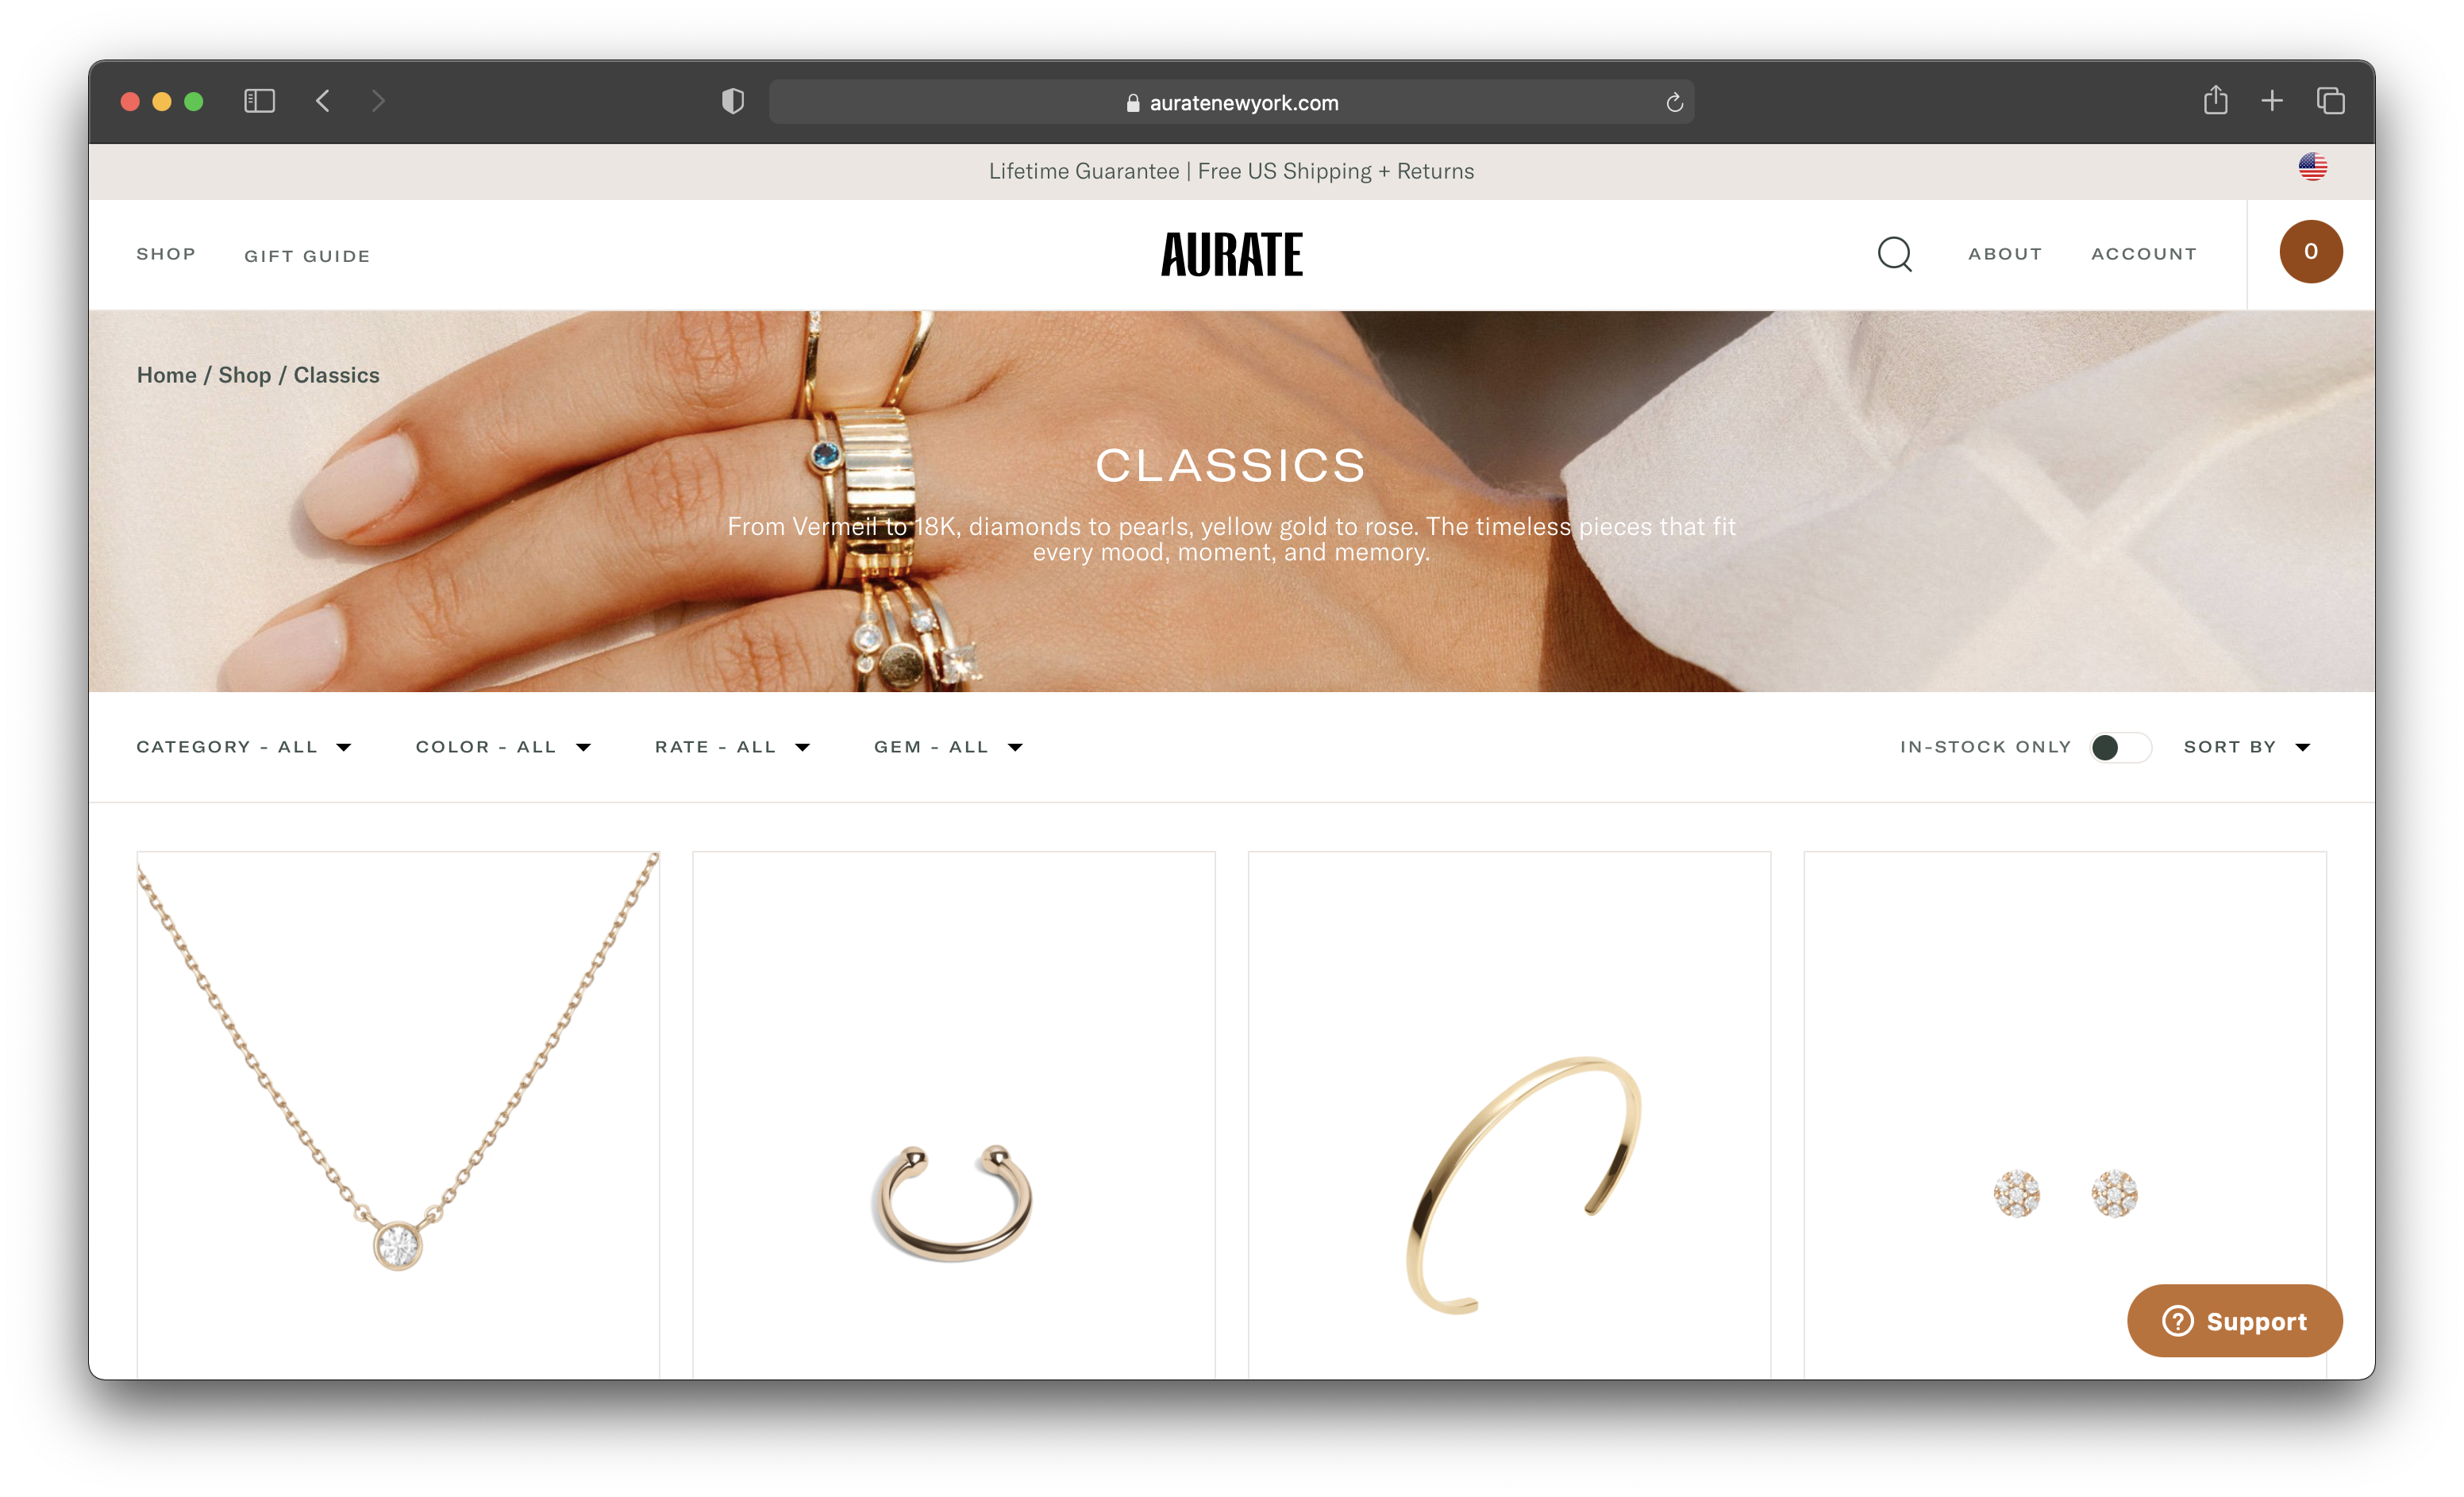 auratenewyork.com
Lifetime Guarantee | Free US Shipping + Returns
SHOP
GIFT GUIDE
AURATE
ABOUT
ACCOUNT
0
Home / Shop / Classics
CLASSICS
From Vermeil to 18K, diamonds to pearls, yellow gold to rose. The timeless pieces that fit
every mood, moment, and memory.
CATEGORY - ALL
COLOR - ALL
RATE - ALL
GEM - ALL
IN-STOCK ONLY
SORT BY
? Support